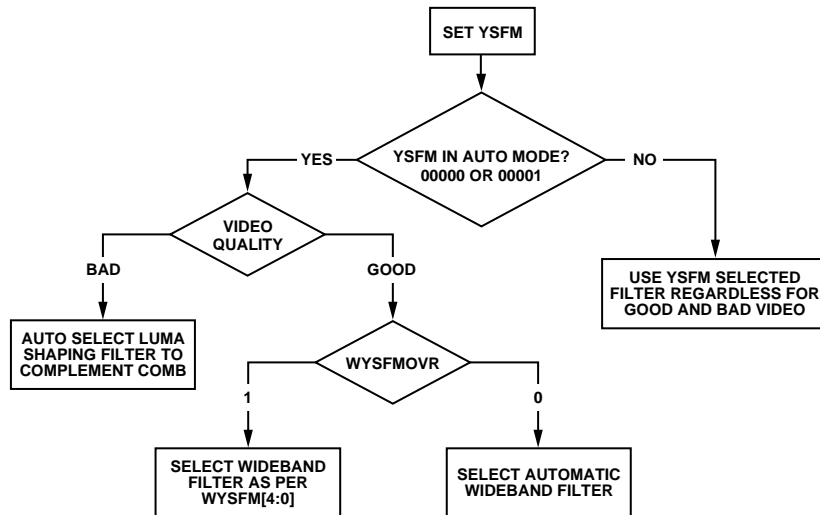 SET YSFM
YSFM IN AUTO MODE?
00000 OR 00001
YES
NO
VIDEO
QUALITY
BAD
GOOD
USE YSFM SELECTED
FILTER REGARDLESS FOR
GOOD AND BAD VIDEO
AUTO SELECT LUMA
SHAPING FILTER TO
COMPLEMENT COMB
WYSFMOVR
1
0
SELECT WIDEBAND
FILTER AS PER
WYSFM[4:0]
SELECT AUTOMATIC
WIDEBAND FILTER